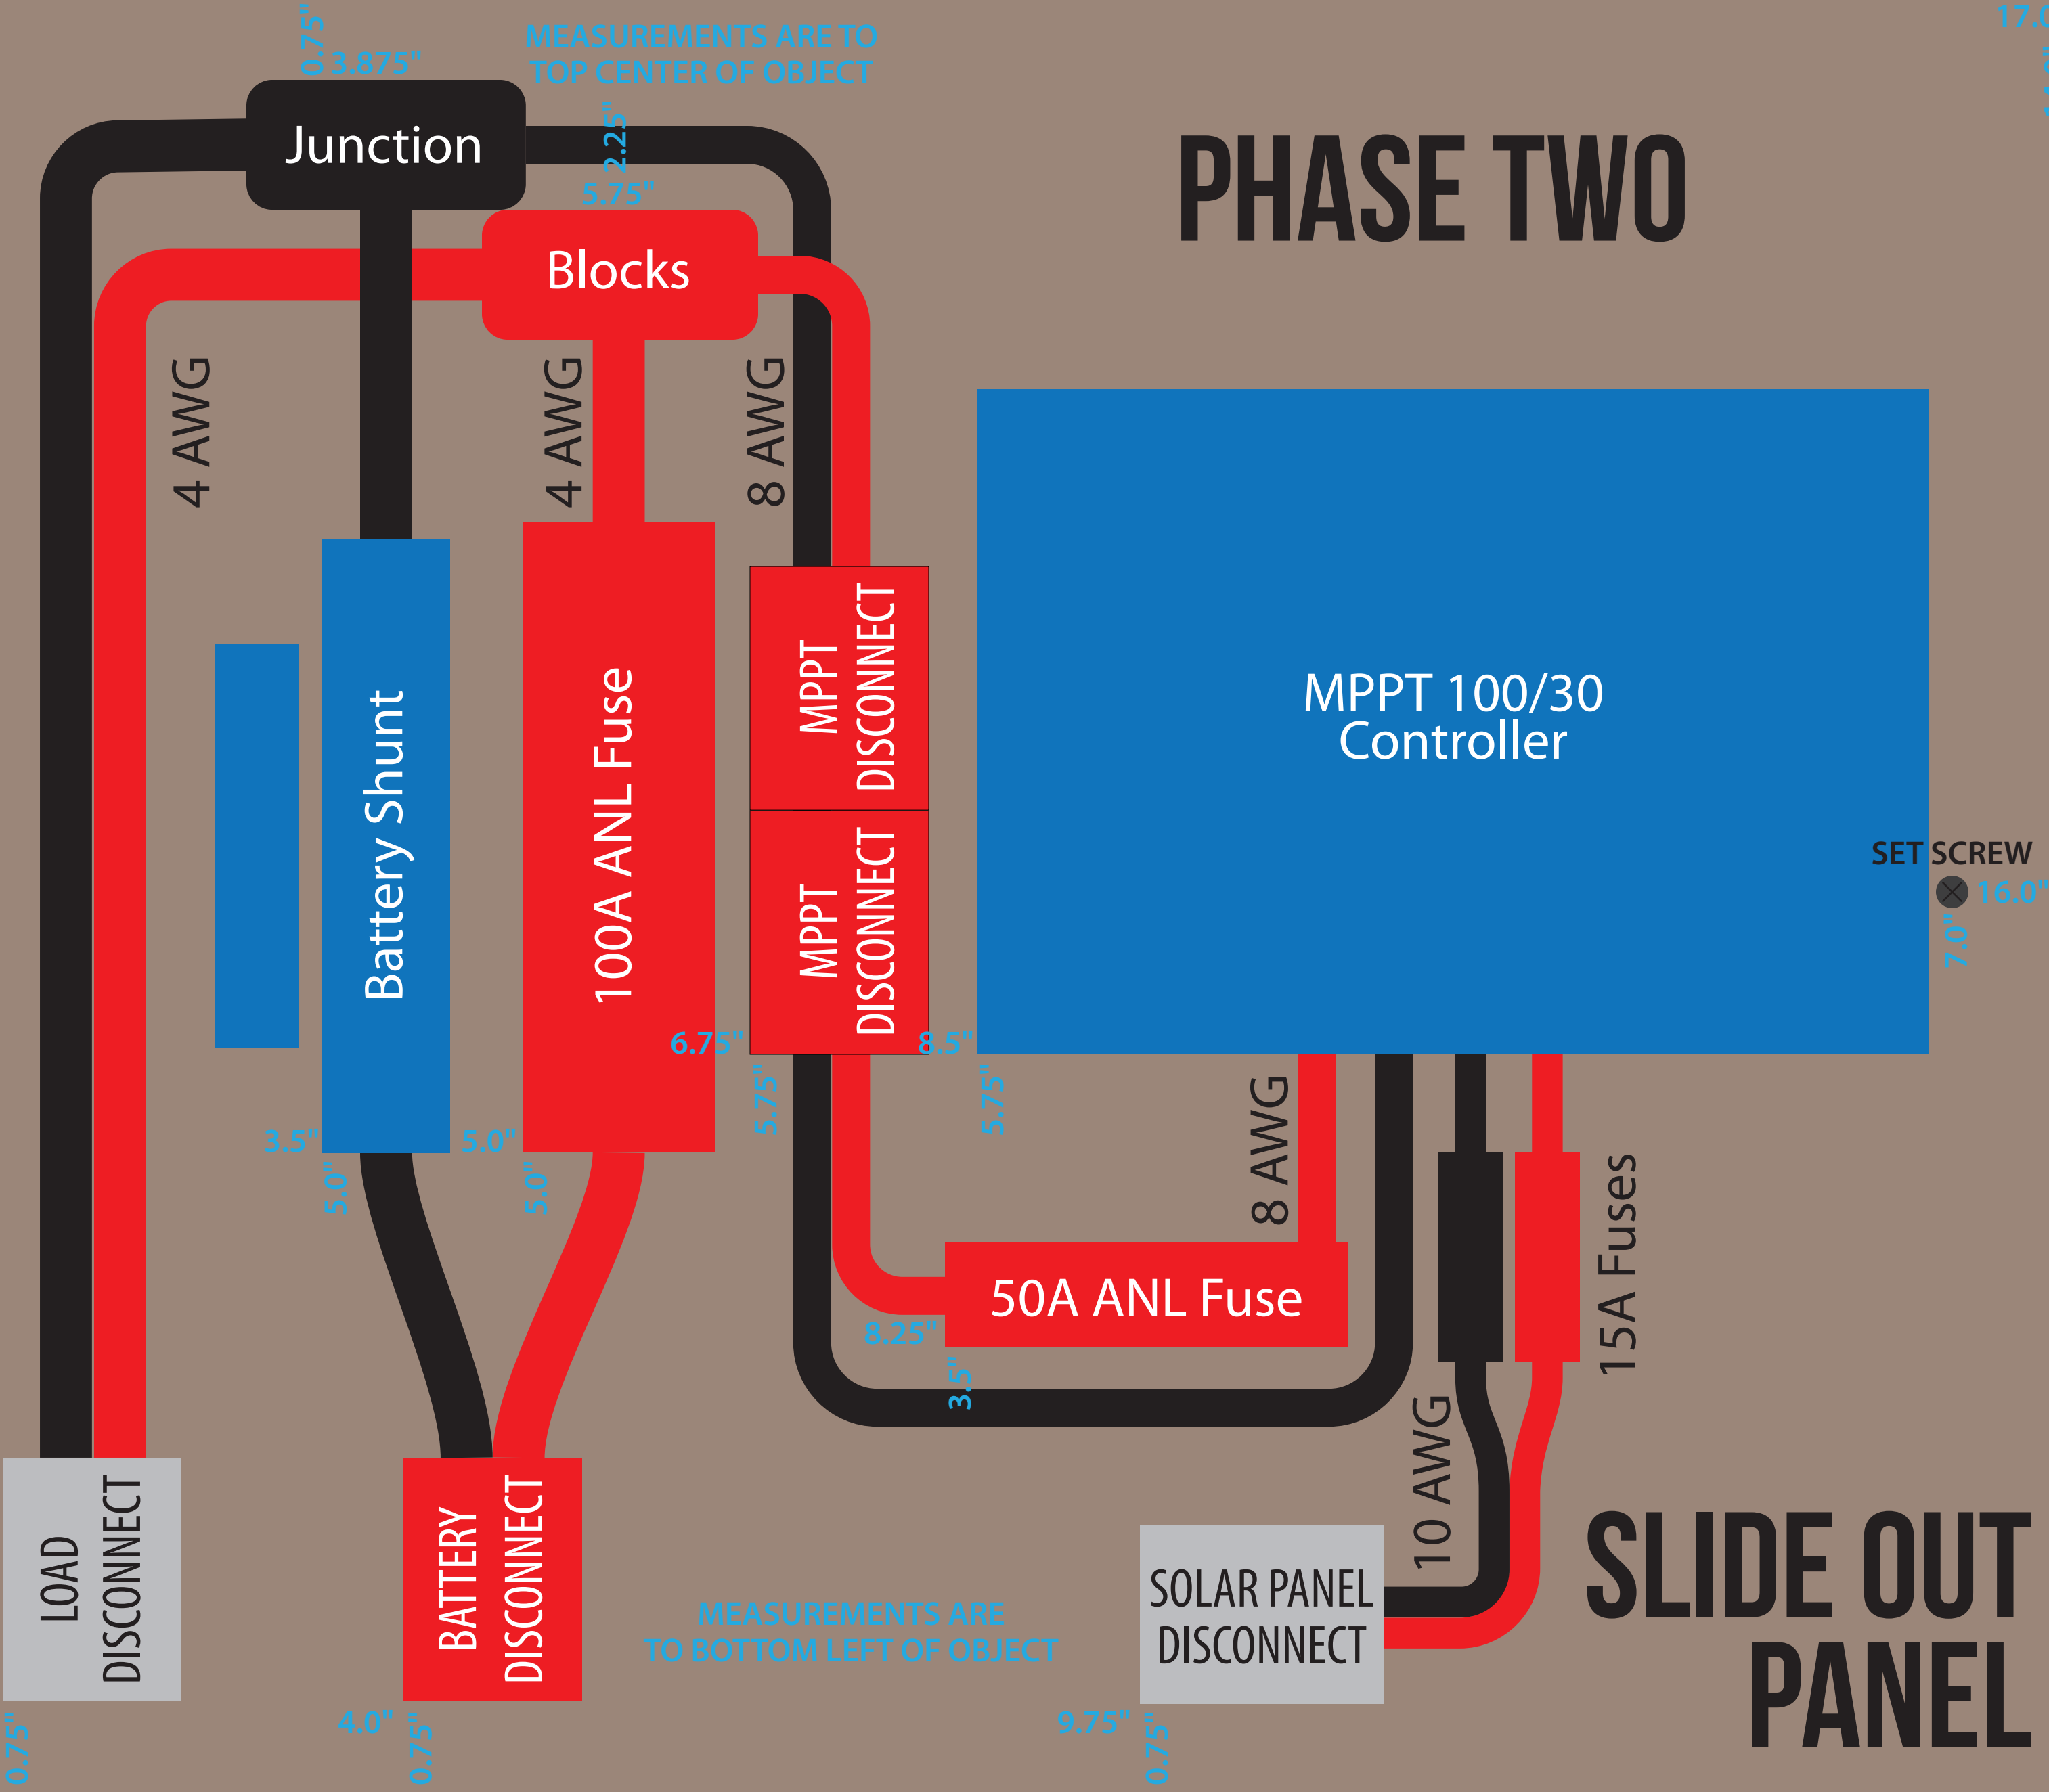 0.75"
3.875"
MEASUREMENTS ARE TO
TOP CENTER OF OBJECT
Junction
2.25"
5.75"
Blocks
PHASE TWO
4 AWG
4 AWG
8 AWG
Battery Shunt
100A ANL Fuse
MPPT
DISCONNECT
MPPT
DISCONNECT
MPPT 100/30
Controller
SET SCREW
16.0"
7.0"
6.75"
5.75"
8.5"
5.75"
3.5"
5.0"
5.0"
5.0"
8 AWG
15A Fuses
50A ANL Fuse
8.25"
3.5"
10 AWG
LOAD
DISCONNECT
BATTERY
DISCONNECT
SOLAR PANEL
DISCONNECT
MEASUREMENTS ARE
TO BOTTOM LEFT OF OBJECT
SLIDE OUT
PANEL
0.75"
4.0"
0.75"
9.75"
0.75"